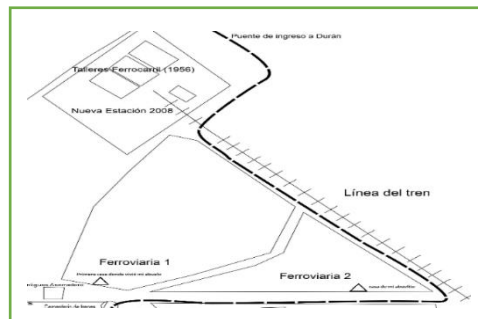 Puente de ingreso a Durán
Talleres Ferrocarril (1956)
Nueva Estación 2008
Línea del tren
Ferroviaria 1
Primera casa donde vivió mi abuelo
Ferroviaria 2
casa de mi abuelita